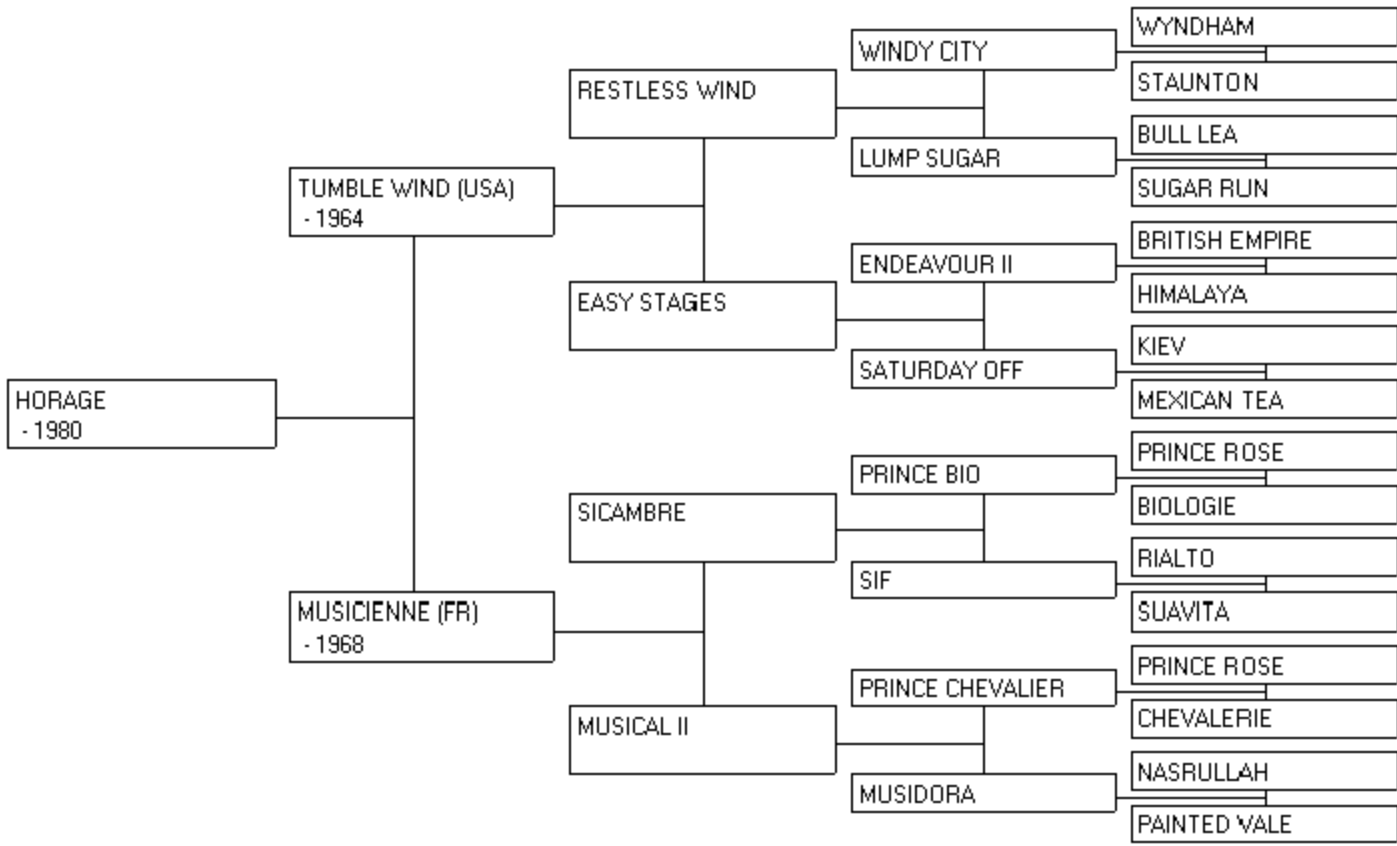 WYNDHAM
WINDY CITY
STAUNTON
RESTLESS WIND
BULL LEA
LUMP SUGAR
SUGAR RUN
TUMBLE WIND (USA)
- 1964
BRITISH EMPIRE
ENDEAVOUR II
HIMALAYA
EASY STAGES
KIEV
SATURDAY OFF
MEXICAN TEA
HORAGE
- 1980
PRINCE ROSE
PRINCE BIO
BIOLOGIE
SICAMBRE
RIALTO
SIF
SUAVITA
MUSICIENNE (FR)
- 1968
PRINCE ROSE
PRINCE CHEVALIER
CHEVALERIE
MUSICAL II
NASRULLAH
MUSIDORA
PAINTED VALE